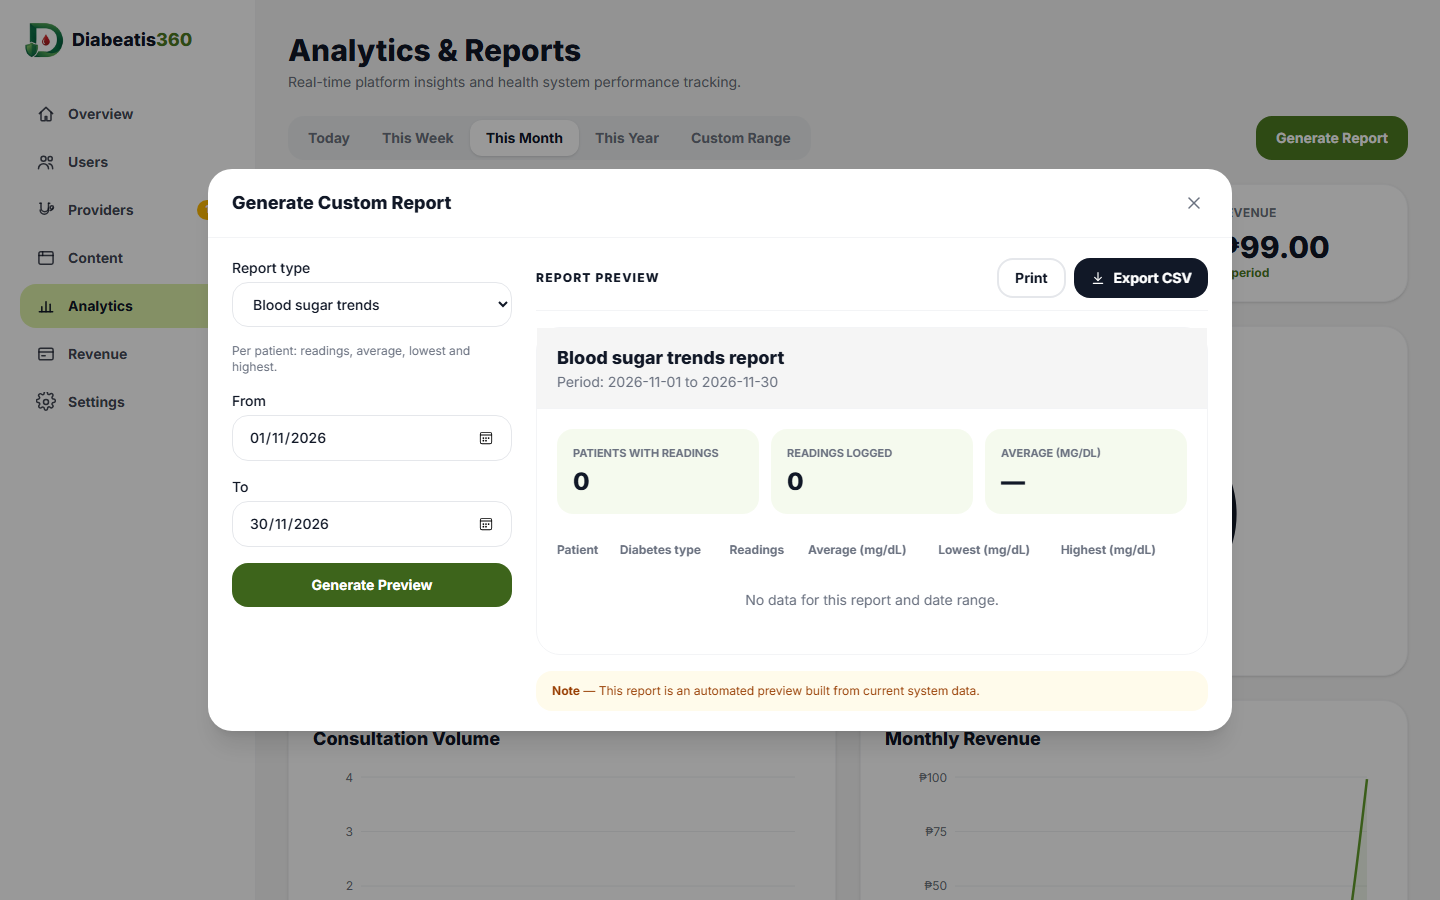 Diabeatis360
Overview
Users
Providers
Content
Analytics
Revenue
Settings
Analytics & Reports
Real-time platform insights and health system performance tracking.
Today
This Week
This Month
This Year
Custom Range
Generate Report
₱99.00
period
Generate Custom Report
Report type
Blood sugar trends
Per patient: readings, average, lowest and
highest.
From
01/11/2026
To
30/11/2026
Generate Preview
REPORT PREVIEW
Print
Export CSV
Blood sugar trends report
Period: 2026-11-01 to 2026-11-30
PATIENTS WITH READINGS
0
READINGS LOGGED
0
AVERAGE (MG/DL)
—
Patient Diabetes type Readings Average (mg/dL) Lowest (mg/dL) Highest (mg/dL)
No data for this report and date range.
Note — This report is an automated preview built from current system data.
Consultation Volume
4
3
2
Monthly Revenue
₱100
₱75
₱50